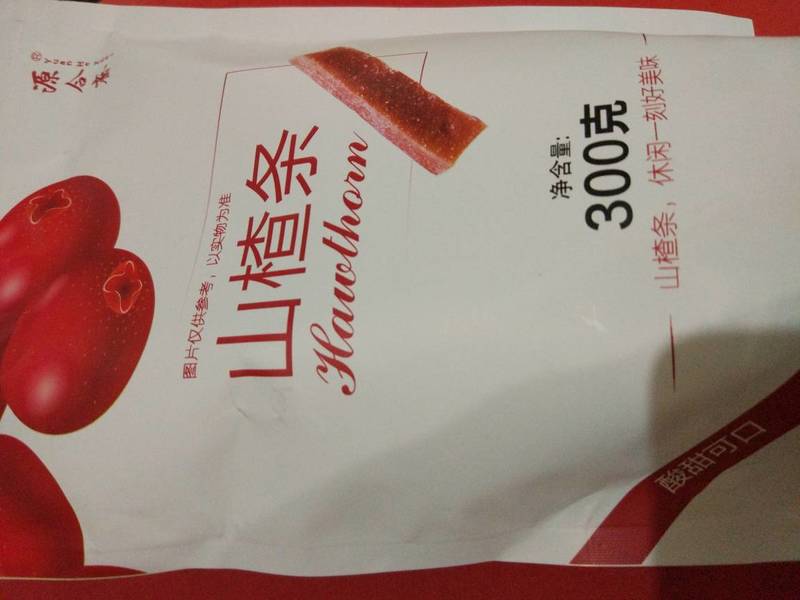 源合
图片仅供参考，以实物为准
山楂条
Hawthorn
净含量：
300克
山楂条，休闲一刻好美味
酸甜可口